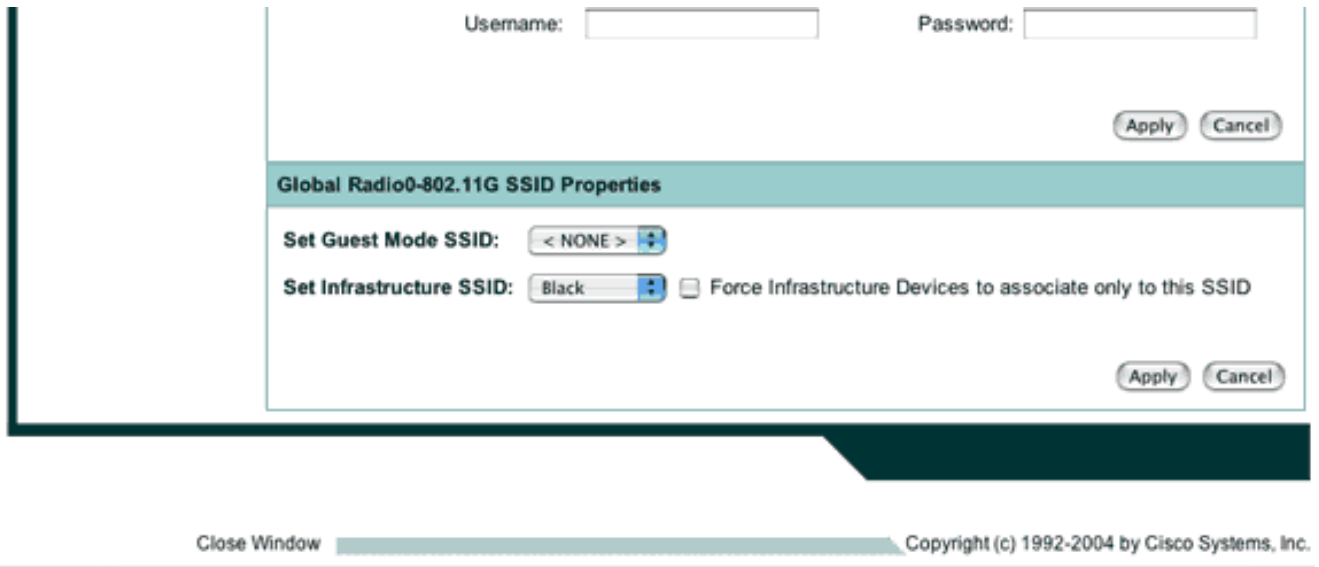 Username: Password:
Apply Cancel
Global Radio0-802.11G SSID Properties
Set Guest Mode SSID: < NONE >
Set Infrastructure SSID: Black Force Infrastructure Devices to associate only to this SSID
Apply Cancel
Close Window Copyright (c) 1992-2004 by Cisco Systems, Inc.